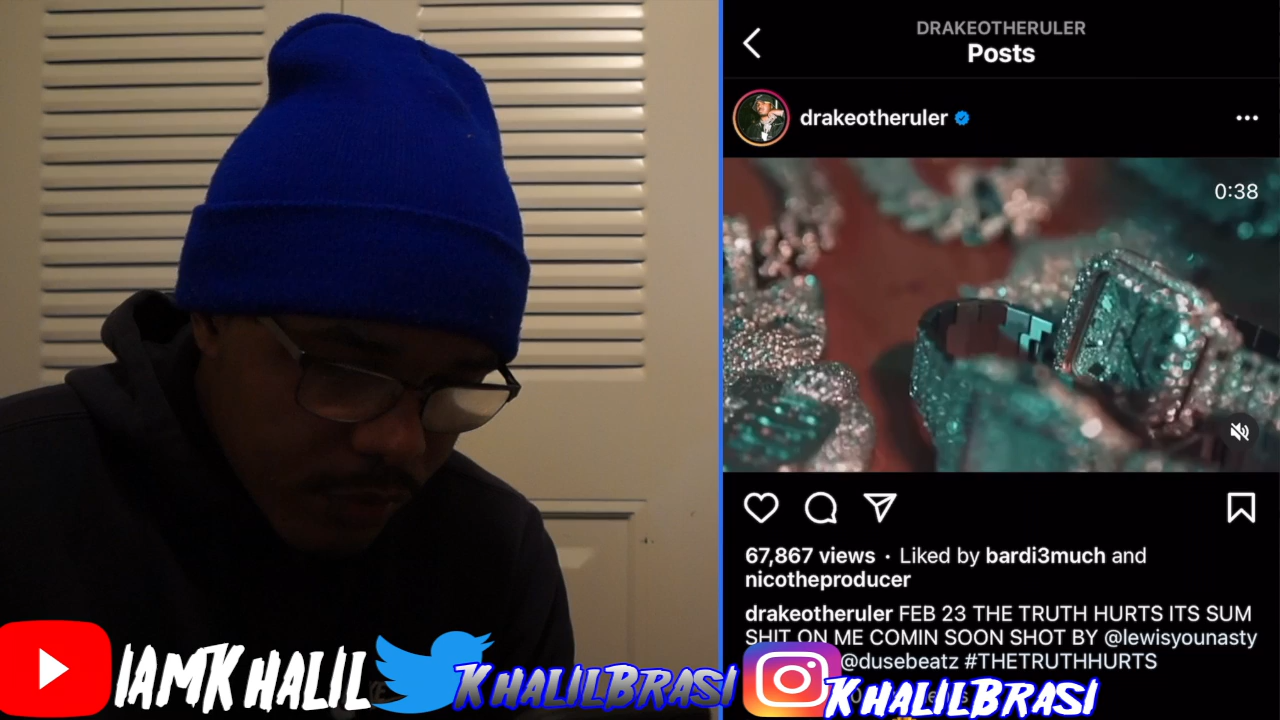 DRAKEOTHERULER
Posts
drakeotheruler
0:38
67,867 views · Liked by bardi3much and
nicotheproducer
drakeotheruler FEB 23 THE TRUTH HURTS ITS SUM
SHIT ON ME COMIN SOON SHOT BY @lewisyounasty
@dusebeatz #THETRUTHHURTS
IAMKHALIL
KHALILBRASI
KHALILBRASI